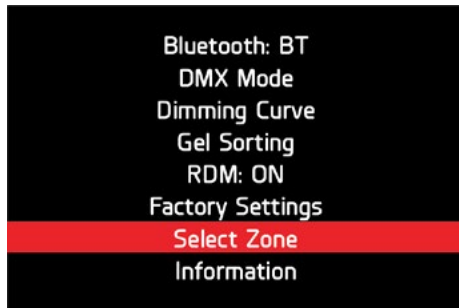 Bluetooth: BT
DMX Mode
Dimming Curve
Gel Sorting
RDM: ON
Factory Settings
Select Zone
Information